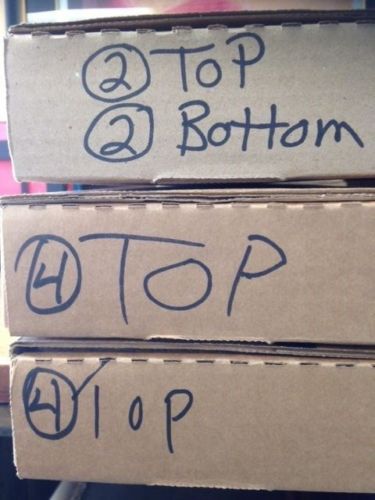 ② TOP
② Bottom
④ TOP
④ Top